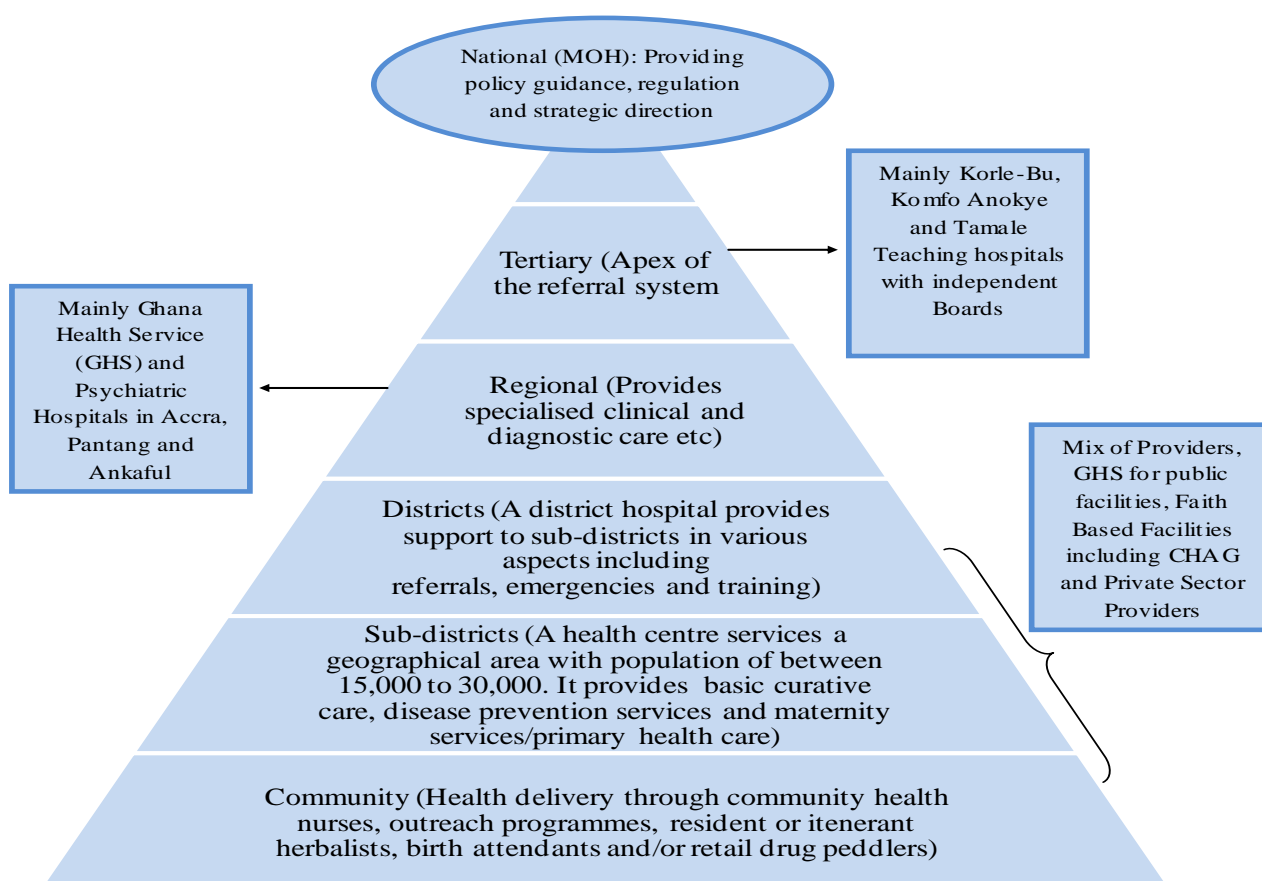 National (MOH): Providing
policy guidance, regulation
and strategic direction
Mainly Korle-Bu,
Komfo Anokye
and Tamale
Teaching hospitals
with independent
Boards
Tertiary (Apex of
the referral system
Mainly Ghana
Health Service
(GHS) and
Psychiatric
Hospitals in Accra,
Pantang and
Ankaful
Regional (Provides
specialised clinical and
diagnostic care etc)
Mix of Providers,
GHS for public
facilities, Faith
Based Facilities
including CHAG
and Private Sector
Providers
Districts (A district hospital provides
support to sub-districts in various
aspects including
referrals, emergencies and training)
Sub-districts (A health centre services a
geographical area with population of between
15,000 to 30,000. It provides basic curative
care, disease prevention services and maternity
services/primary health care)
Community (Health delivery through community health
nurses, outreach programmes, resident or itenerant
herbalists, birth attendants and/or retail drug peddlers)